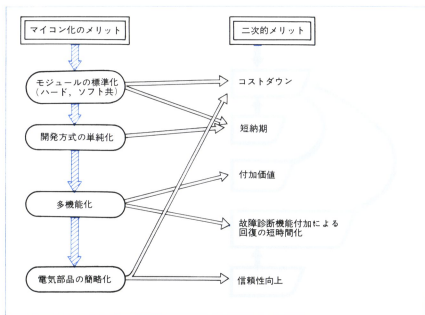 マイコン化のメリット
二次的メリット
モジュールの標準化
(ハード,ソフト共)
コストダウン
開発方式の単純化
短納期
多機能化
付加価値
故障診断機能付加による
回復の短時間化
電気部品の簡略化
信頼性向上